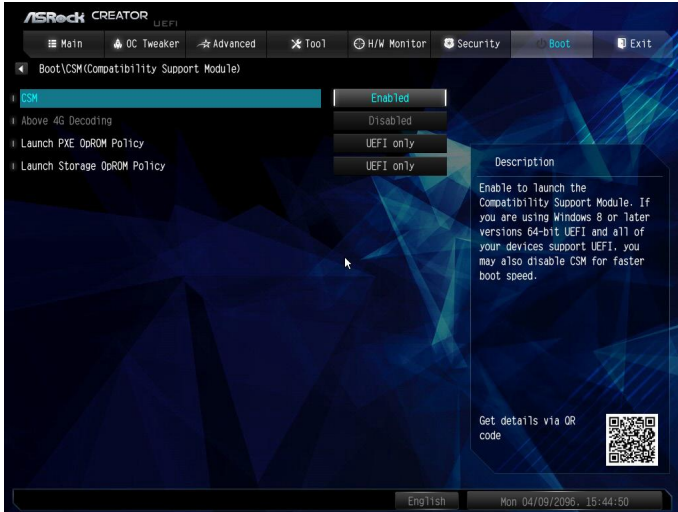 ASRock CREATOR UEFI
Main OC Tweaker Advanced Tool H/W Monitor Security Boot Exit
Boot\CSM(Compatibility Support Module)
CSM Enabled
Above 4G Decoding Disabled
Launch PXE OpROM Policy UEFI only
Launch Storage OpROM Policy UEFI only
Description
Enable to launch the
Compatibility Support Module. If
you are using Windows 8 or later
versions 64-bit UEFI and all of
your devices support UEFI, you
may also disable CSM for faster
boot speed.
Get details via QR
code
English Mon 04/09/2096, 15:44:50